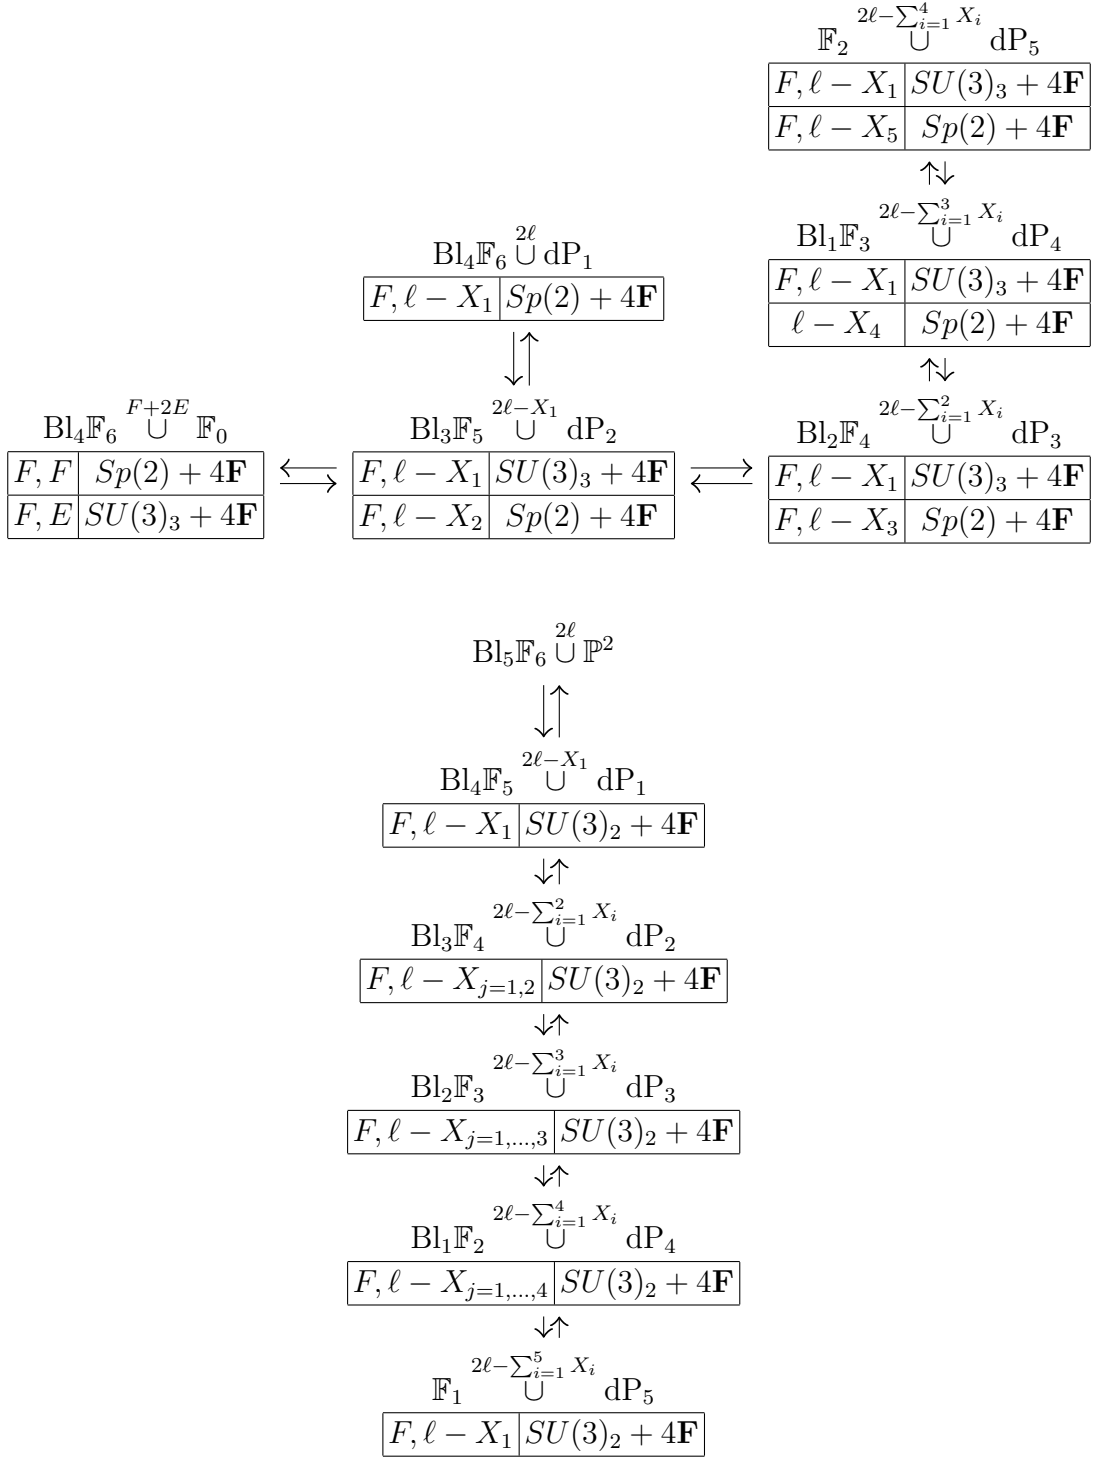 𝔽₂ ∪^{2ℓ−∑_{i=1}^{4} X_i} dP₅
F, ℓ − X₁ | SU(3)₃ + 4𝐅
F, ℓ − X₅ | Sp(2) + 4𝐅
↑↓
Bl₁𝔽₃ ∪^{2ℓ−∑_{i=1}^{3} X_i} dP₄
F, ℓ − X₁ | SU(3)₃ + 4𝐅
ℓ − X₄ | Sp(2) + 4𝐅
↑↓
Bl₄𝔽₆ ∪^{2ℓ} dP₁
F, ℓ − X₁ | Sp(2) + 4𝐅
↓↑
Bl₄𝔽₆ ∪^{F+2E} 𝔽₀
F, F | Sp(2) + 4𝐅
F, E | SU(3)₃ + 4𝐅
⇆
Bl₃𝔽₅ ∪^{2ℓ−X₁} dP₂
F, ℓ − X₁ | SU(3)₃ + 4𝐅
F, ℓ − X₂ | Sp(2) + 4𝐅
⇄
Bl₂𝔽₄ ∪^{2ℓ−∑_{i=1}^{2} X_i} dP₃
F, ℓ − X₁ | SU(3)₃ + 4𝐅
F, ℓ − X₃ | Sp(2) + 4𝐅
Bl₅𝔽₆ ∪^{2ℓ} ℙ²
↓↑
Bl₄𝔽₅ ∪^{2ℓ−X₁} dP₁
F, ℓ − X₁ | SU(3)₂ + 4𝐅
↓↑
Bl₃𝔽₄ ∪^{2ℓ−∑_{i=1}^{2} X_i} dP₂
F, ℓ − X_{j=1,2} | SU(3)₂ + 4𝐅
↓↑
Bl₂𝔽₃ ∪^{2ℓ−∑_{i=1}^{3} X_i} dP₃
F, ℓ − X_{j=1,...,3} | SU(3)₂ + 4𝐅
↓↑
Bl₁𝔽₂ ∪^{2ℓ−∑_{i=1}^{4} X_i} dP₄
F, ℓ − X_{j=1,...,4} | SU(3)₂ + 4𝐅
↓↑
𝔽₁ ∪^{2ℓ−∑_{i=1}^{5} X_i} dP₅
F, ℓ − X₁ | SU(3)₂ + 4𝐅